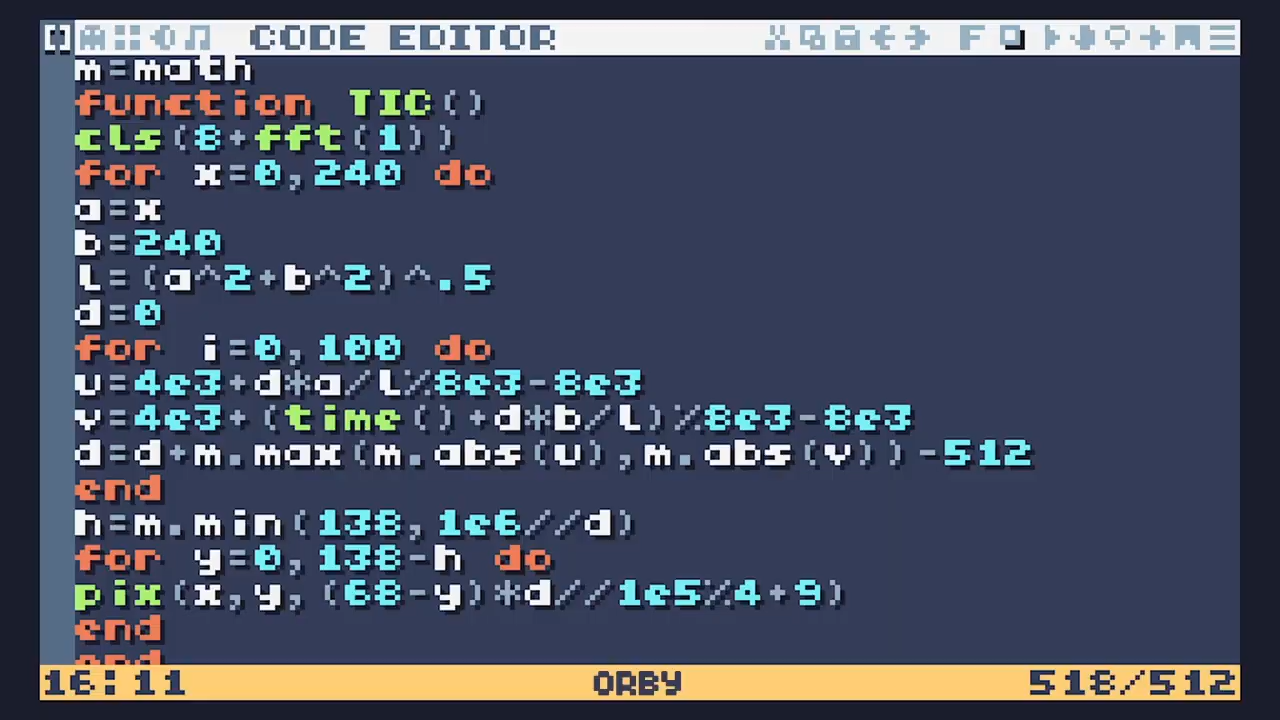 CODE EDITOR
m=math
function TIC()
cls(8+fft(1))
for x=0,240 do
a=x
b=240
l=(a^2+b^2)^.5
d=0
for i=0,100 do
u=4e3+d*a/l%8e3-8e3
v=4e3+(time()+d*b/l)%8e3-8e3
d=d+m.max(m.abs(u),m.abs(v))-512
end
h=m.min(138,1e6//d)
for y=0,138-h do
pix(x,y,(68-y)*d//1e5%4+9)
end
end
16:11 ORBY 518/512